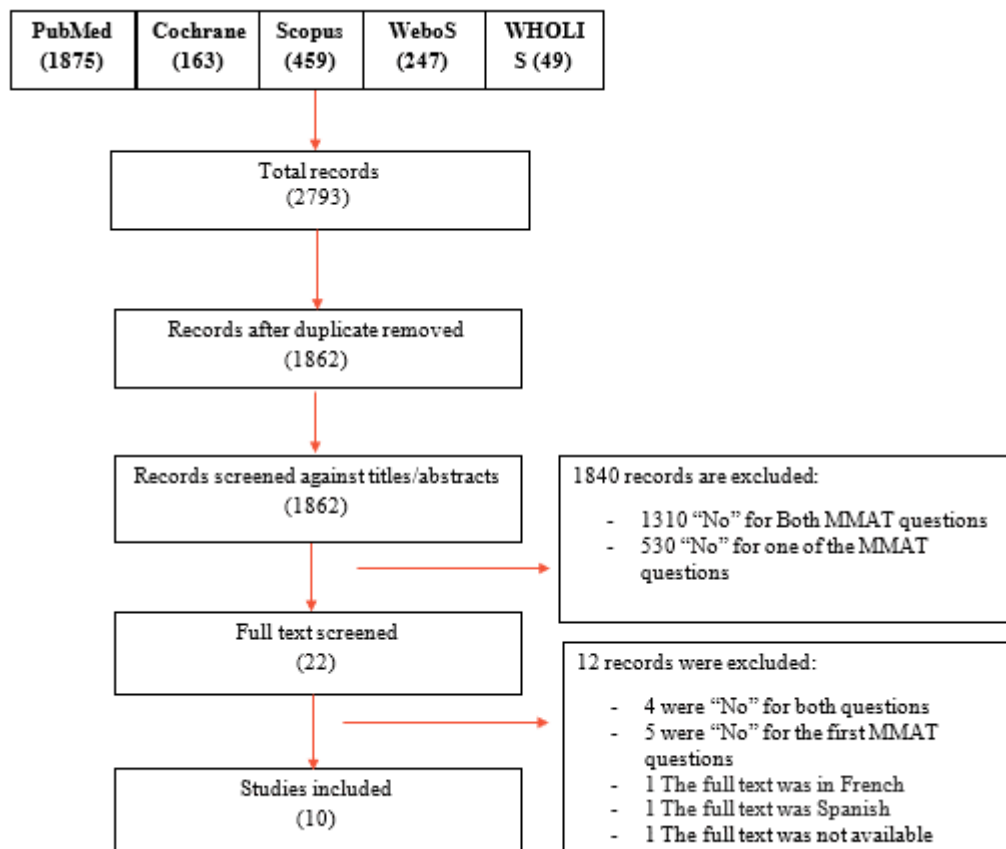 PubMed Cochrane Scopus WeboS WHOLI
(1875) (163) (459) (247) S (49)
Total records
(2793)
Records after duplicate removed
(1862)
Records screened against titles/abstracts
(1862)
1840 records are excluded:
- 1310 “No” for Both MMAT questions
- 530 “No” for one of the MMAT
questions
Full text screened
(22)
12 records were excluded:
- 4 were “No” for both questions
- 5 were “No” for the first MMAT
questions
- 1 The full text was in French
- 1 The full text was Spanish
- 1 The full text was not available
Studies included
(10)